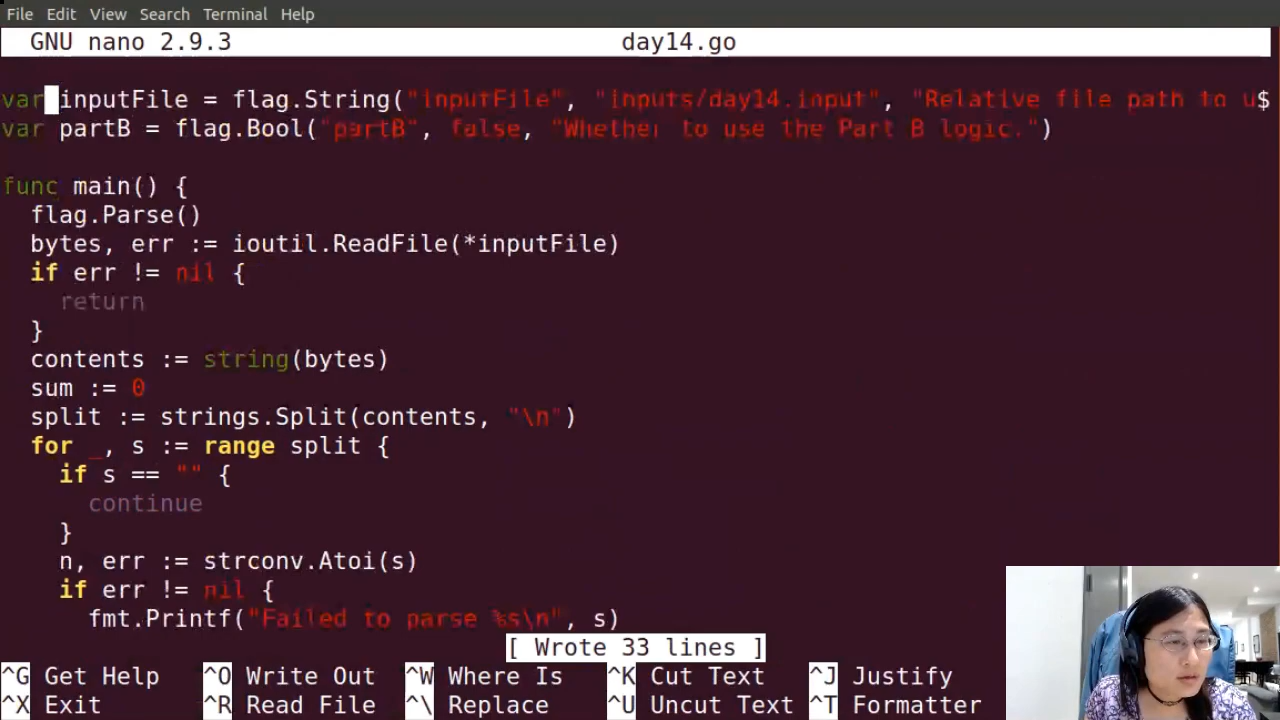 File Edit View Search Terminal Help
GNU nano 2.9.3 day14.go
var inputFile = flag.String("inputFile", "inputs/day14.input", "Relative file path to u$
var partB = flag.Bool("partB", false, "Whether to use the Part B logic.")
func main() {
flag.Parse()
bytes, err := ioutil.ReadFile(*inputFile)
if err != nil {
return
}
contents := string(bytes)
sum := 0
split := strings.Split(contents, "\n")
for _, s := range split {
if s == "" {
continue
}
n, err := strconv.Atoi(s)
if err != nil {
fmt.Printf("Failed to parse %s\n", s)
[ Wrote 33 lines ]
^G Get Help ^O Write Out ^W Where Is ^K Cut Text ^J Justify
^X Exit ^R Read File ^\ Replace ^U Uncut Text ^T Formatter